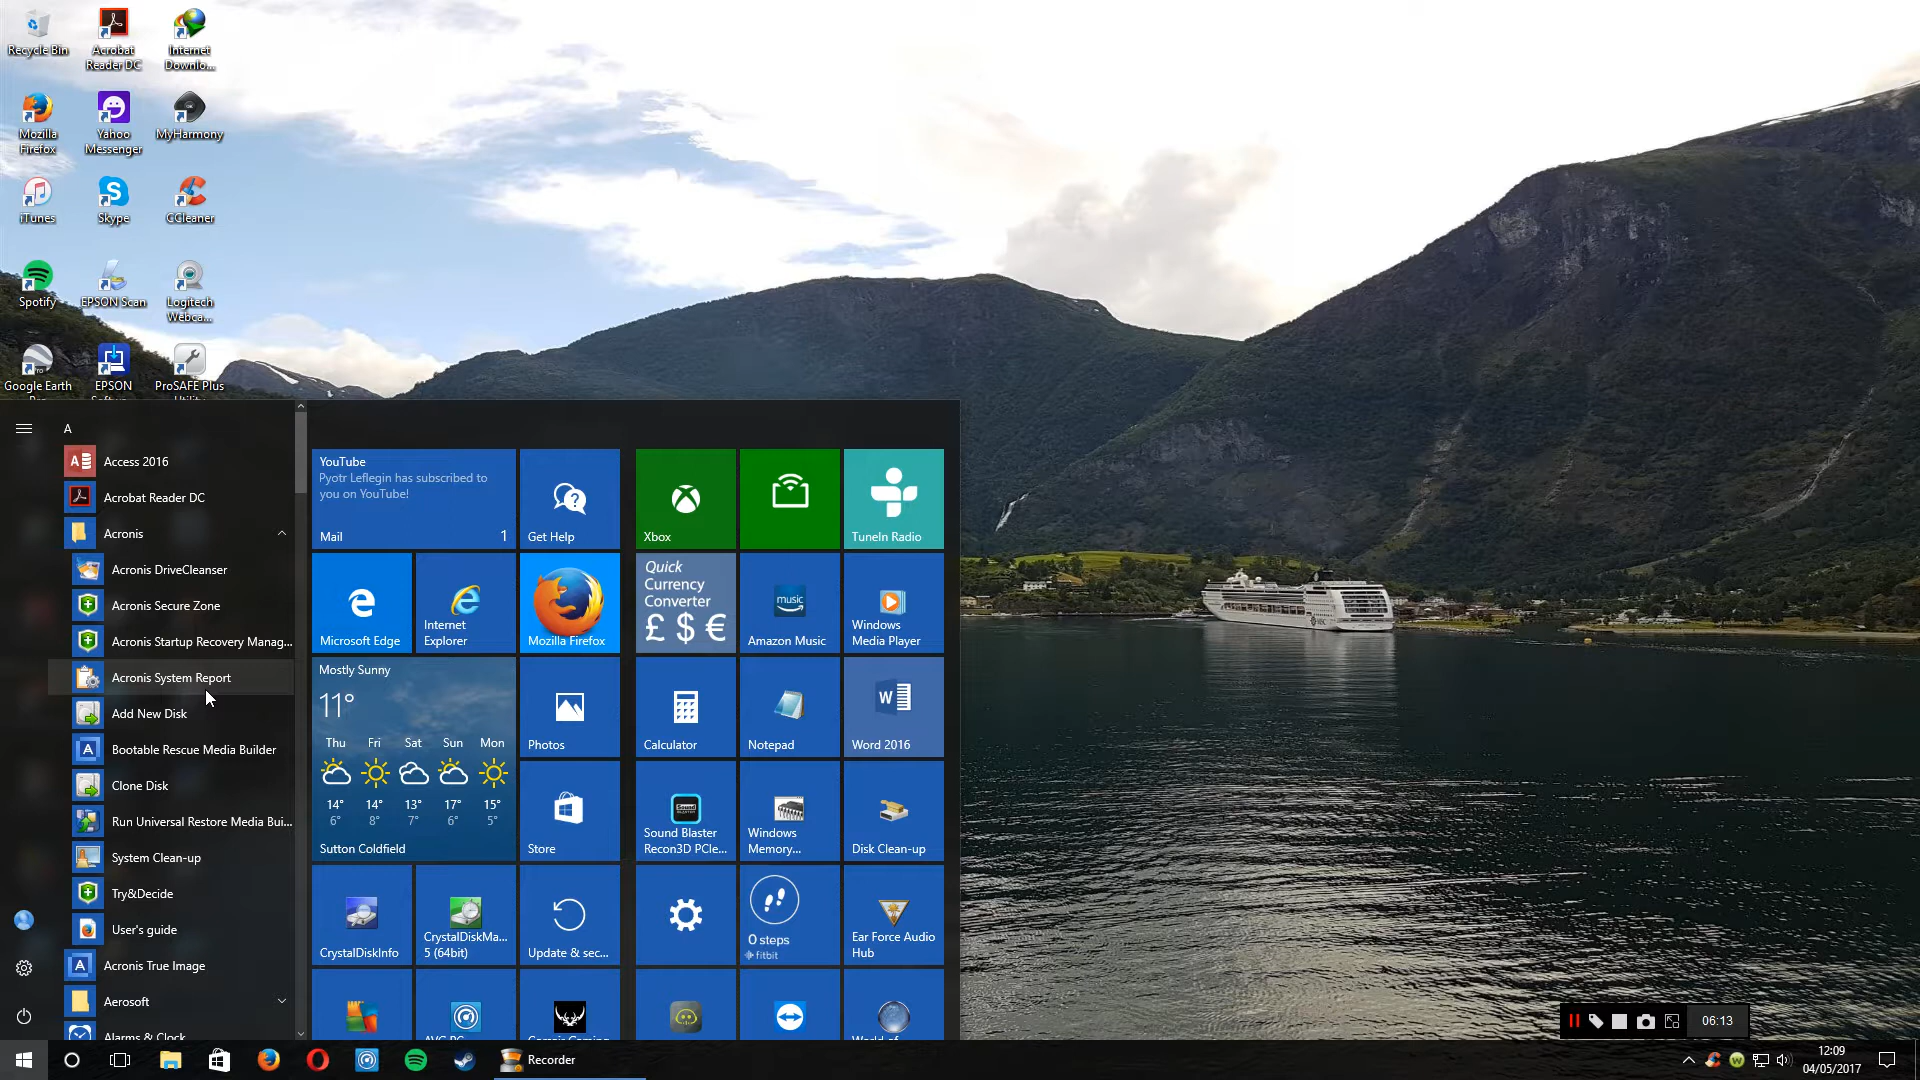 Recycle Bin
Acrobat
Reader DC
Internet
Downlo...
Mozilla
Firefox
Yahoo
Messenger
MyHarmony
iTunes
Skype
CCleaner
Spotify
EPSON Scan
Logitech
Webca...
Google Earth
EPSON
ProSAFE Plus
A
Access 2016
Acrobat Reader DC
Acronis
Acronis DriveCleanser
Acronis Secure Zone
Acronis Startup Recovery Manag...
Acronis System Report
Add New Disk
Bootable Rescue Media Builder
Clone Disk
Run Universal Restore Media Bui...
System Clean-up
Try&Decide
User's guide
Acronis True Image
Aerosoft
Alarms & Clock
YouTube
Pyotr Leflegin has subscribed to
you on YouTube!
Mail
1
Get Help
Xbox
TuneIn Radio
Microsoft Edge
Internet
Explorer
Mozilla Firefox
Quick
Currency
Converter
£ $ €
music
Amazon Music
Windows
Media Player
Mostly Sunny
11°
Thu Fri Sat Sun Mon
14° 14° 13° 17° 15°
6° 8° 7° 6° 5°
Sutton Coldfield
Photos
Store
Calculator
Notepad
Word 2016
Sound Blaster
Recon3D PCIe...
Windows
Memory...
Disk Clean-up
CrystalDiskInfo
CrystalDiskMa...
5 (64bit)
Update & sec...
0 steps
fitbit
Ear Force Audio
Hub
06:13
Recorder
12:09
04/05/2017